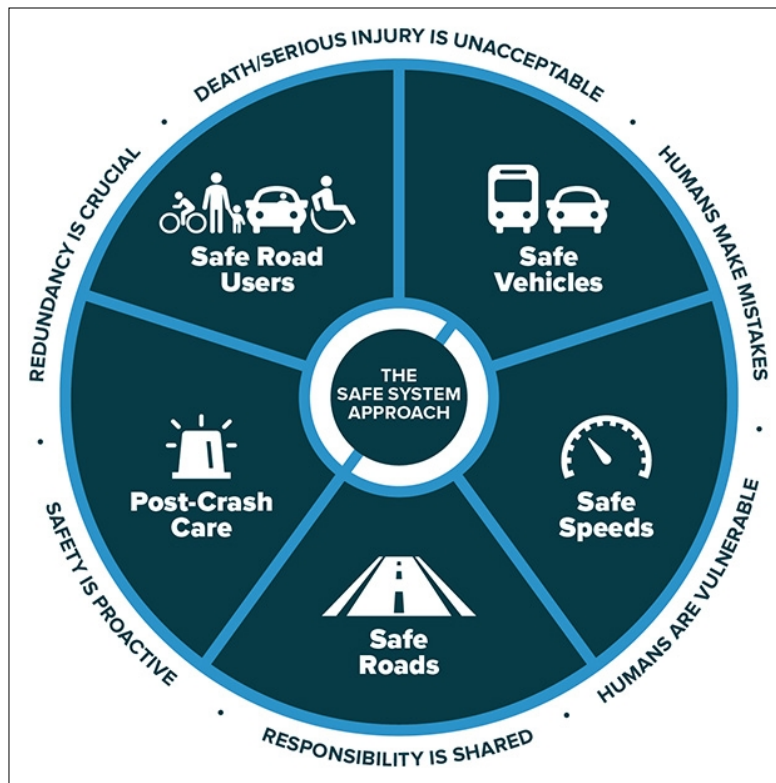 DEATH/SERIOUS INJURY IS UNACCEPTABLE
HUMANS MAKE MISTAKES
HUMANS ARE VULNERABLE
RESPONSIBILITY IS SHARED
SAFETY IS PROACTIVE
REDUNDANCY IS CRUCIAL
Safe Road
Users
Safe
Vehicles
Safe
Speeds
Safe
Roads
Post-Crash
Care
THE
SAFE SYSTEM
APPROACH